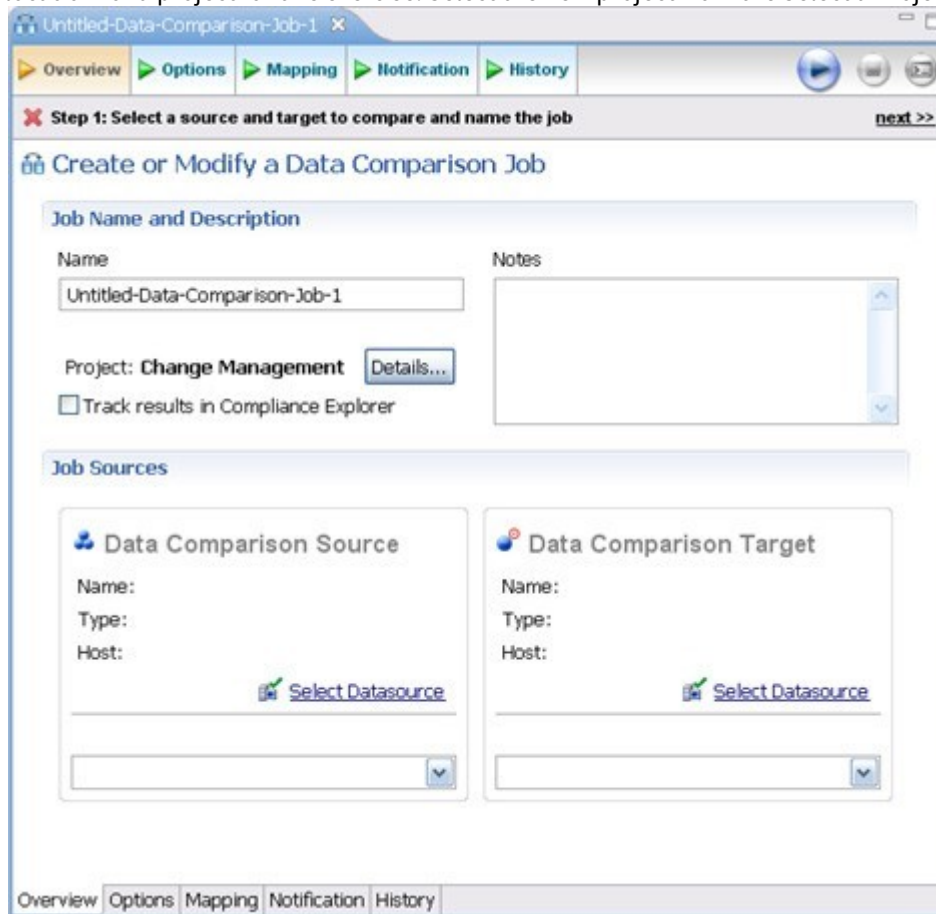 Untitled-Data-Comparison-Job-1
Overview Options Mapping Notification History
Step 1: Select a source and target to compare and name the job next >>
Create or Modify a Data Comparison Job
Job Name and Description
Name Notes
Untitled-Data-Comparison-Job-1
Project: Change Management Details...
Track results in Compliance Explorer
Job Sources
Data Comparison Source Data Comparison Target
Name: Name:
Type: Type:
Host: Host:
Select Datasource Select Datasource
Overview Options Mapping Notification History